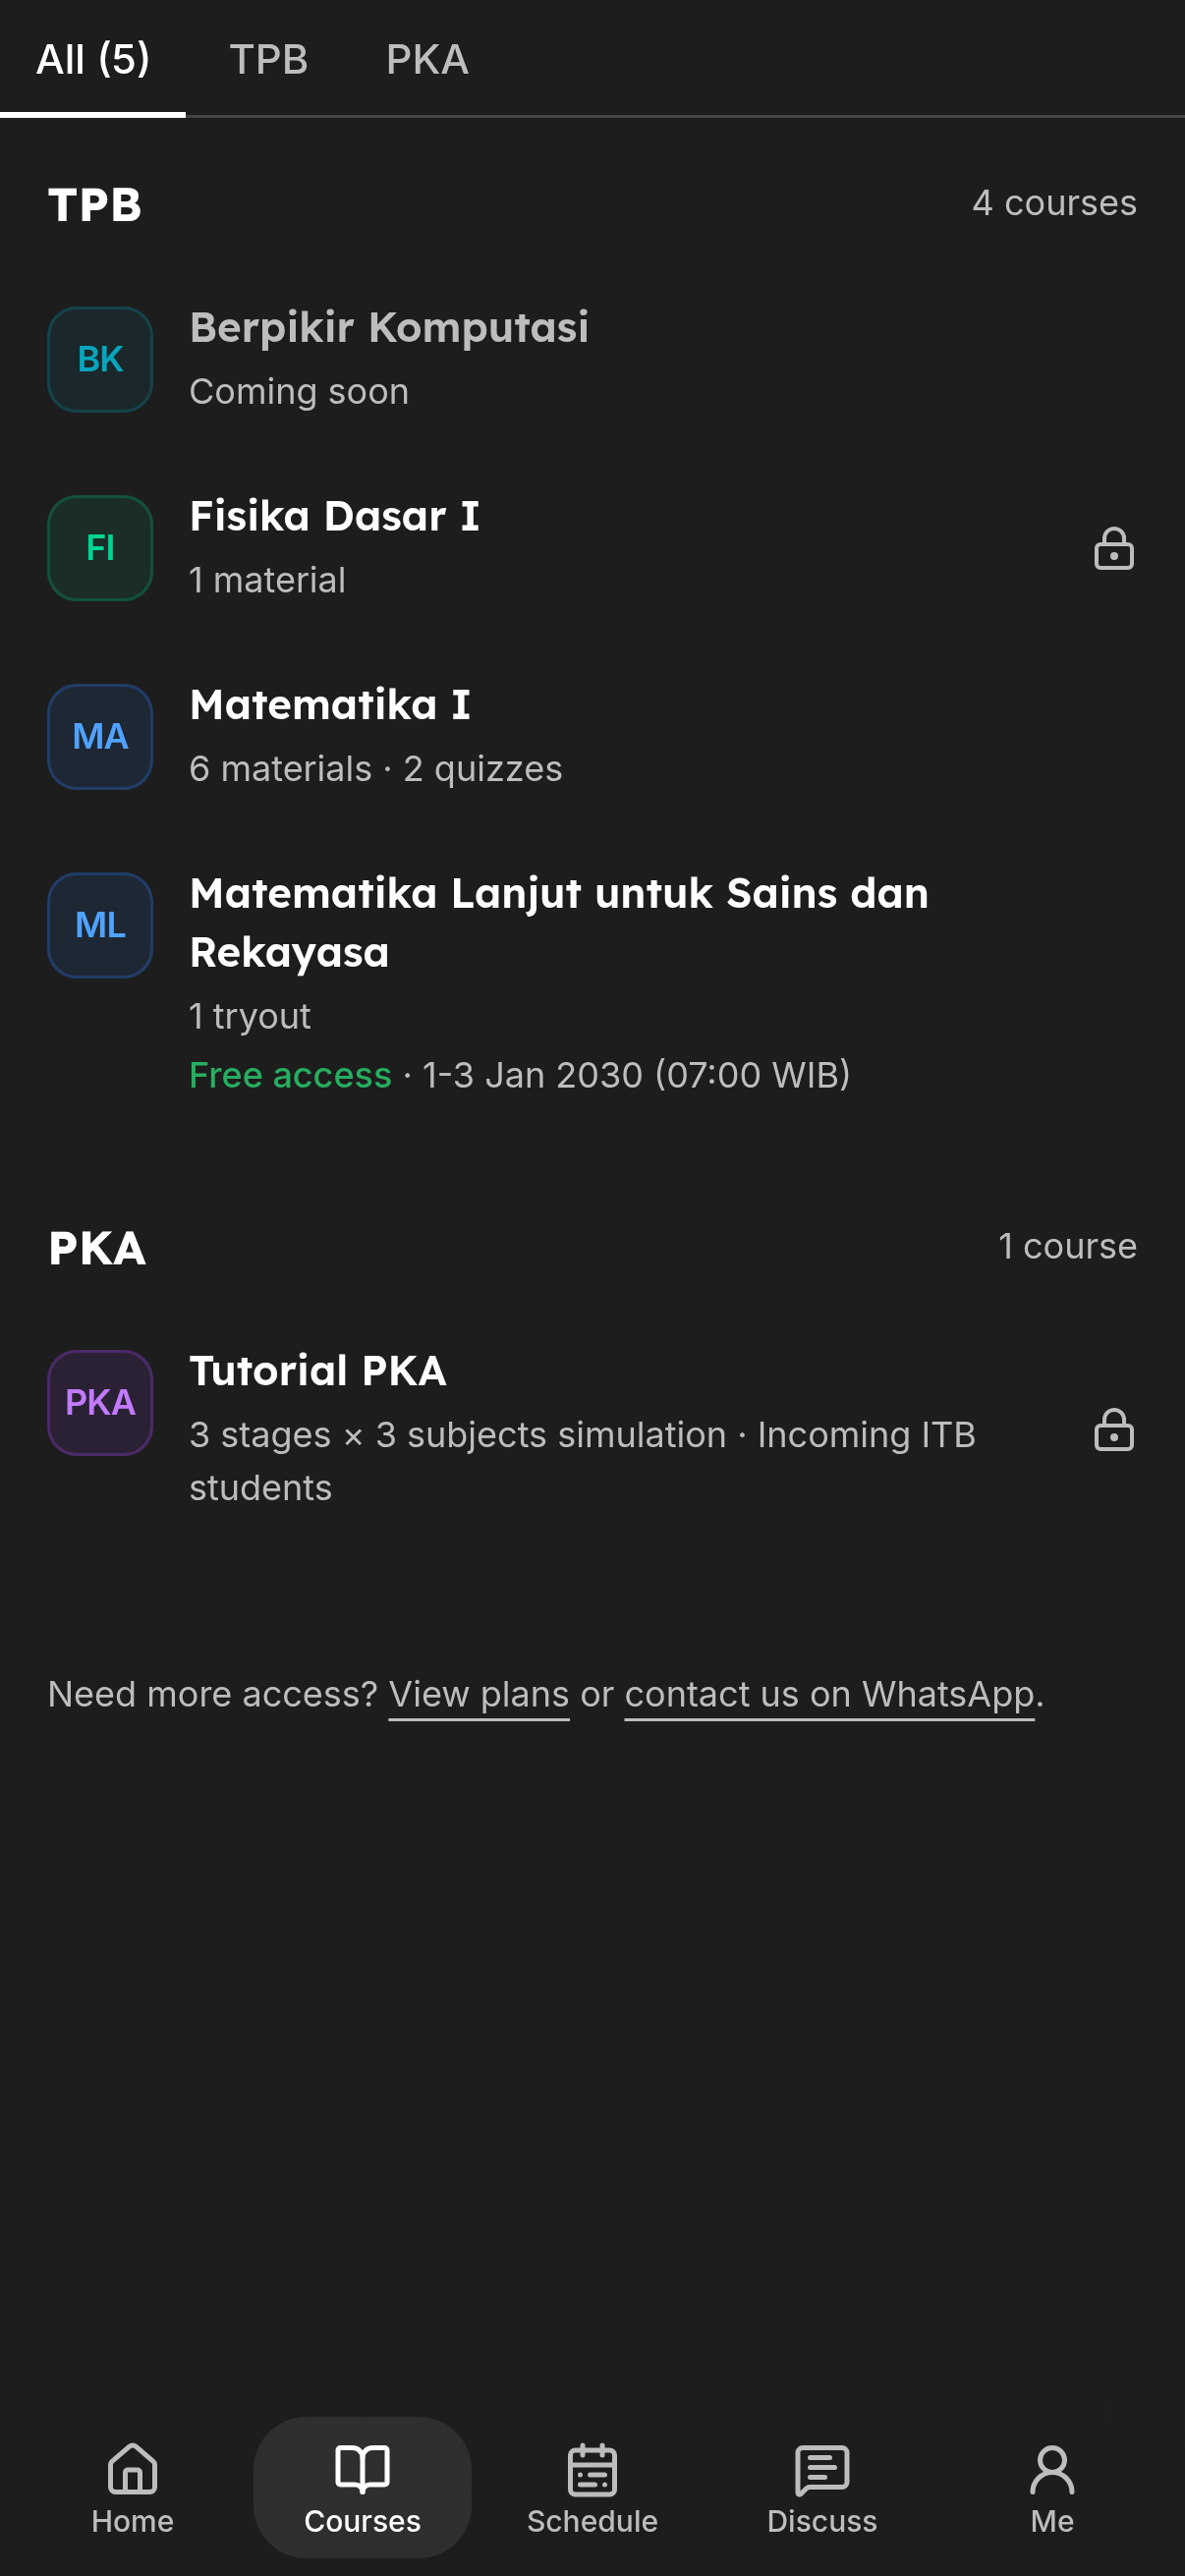 All (5) TPB PKA
TPB 4 courses
BK Berpikir Komputasi
Coming soon
FI Fisika Dasar I
1 material
MA Matematika I
6 materials · 2 quizzes
ML Matematika Lanjut untuk Sains dan
Rekayasa
1 tryout
Free access · 1-3 Jan 2030 (07:00 WIB)
PKA 1 course
PKA Tutorial PKA
3 stages × 3 subjects simulation · Incoming ITB
students
Need more access? View plans or contact us on WhatsApp.
Home Courses Schedule Discuss Me